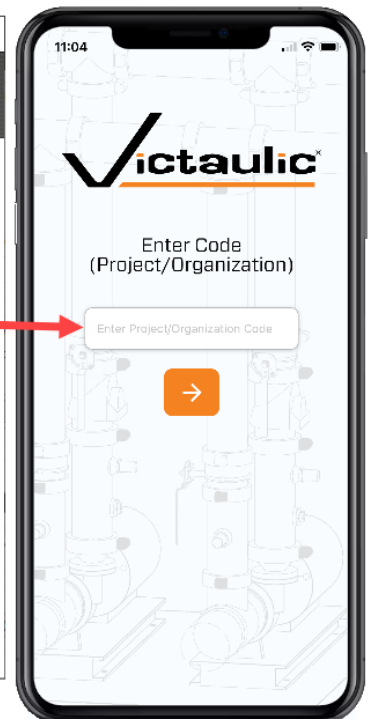 11:04
Victaulic
Enter Code
(Project/Organization)
Enter Project/Organization Code